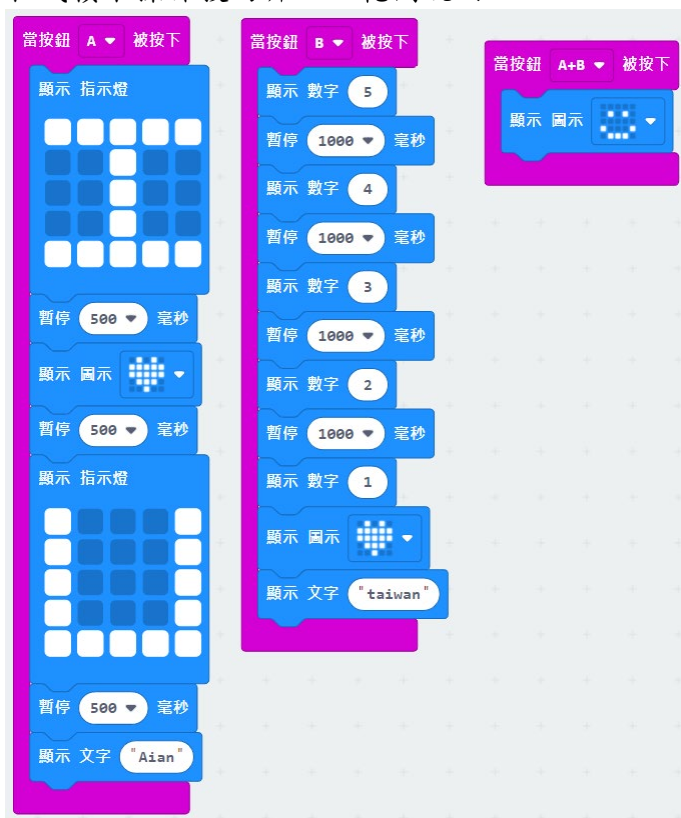 當按鈕 A 被按下
顯示 指示燈
暫停 500 毫秒
顯示 圖示
暫停 500 毫秒
顯示 指示燈
暫停 500 毫秒
顯示 文字 "Aian"
當按鈕 B 被按下
顯示 數字 5
暫停 1000 毫秒
顯示 數字 4
暫停 1000 毫秒
顯示 數字 3
暫停 1000 毫秒
顯示 數字 2
暫停 1000 毫秒
顯示 數字 1
顯示 圖示
顯示 文字 "taiwan"
當按鈕 A+B 被按下
顯示 圖示